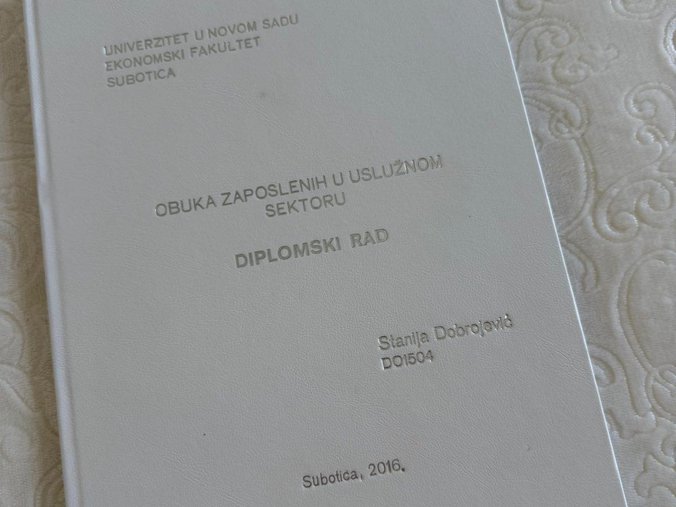 UNIVERZITET U NOVOM SADU
EKONOMSKI FAKULTET
SUBOTICA
OBUKA ZAPOSLENIH U USLUŽNOM
SEKTORU
DIPLOMSKI RAD
Stanija Dobrojević
DO1504
Subotica, 2016.